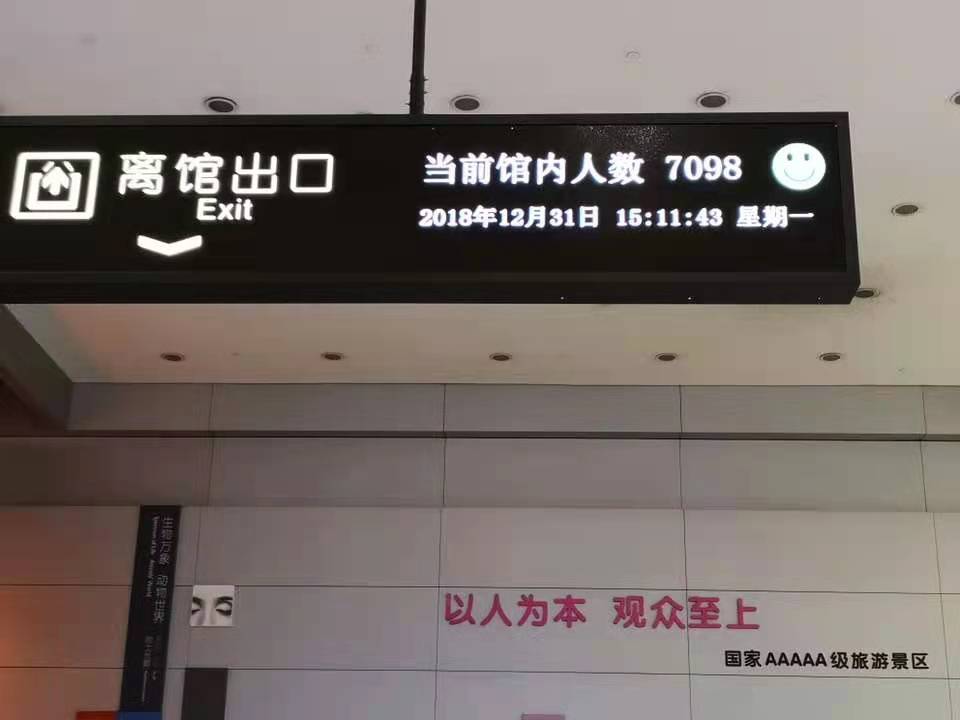 离馆出口
Exit
当前馆内人数 7098
2018年12月31日 15:11:43 星期一
生物万象
动物世界
以人为本 观众至上
国家AAAAA级旅游景区